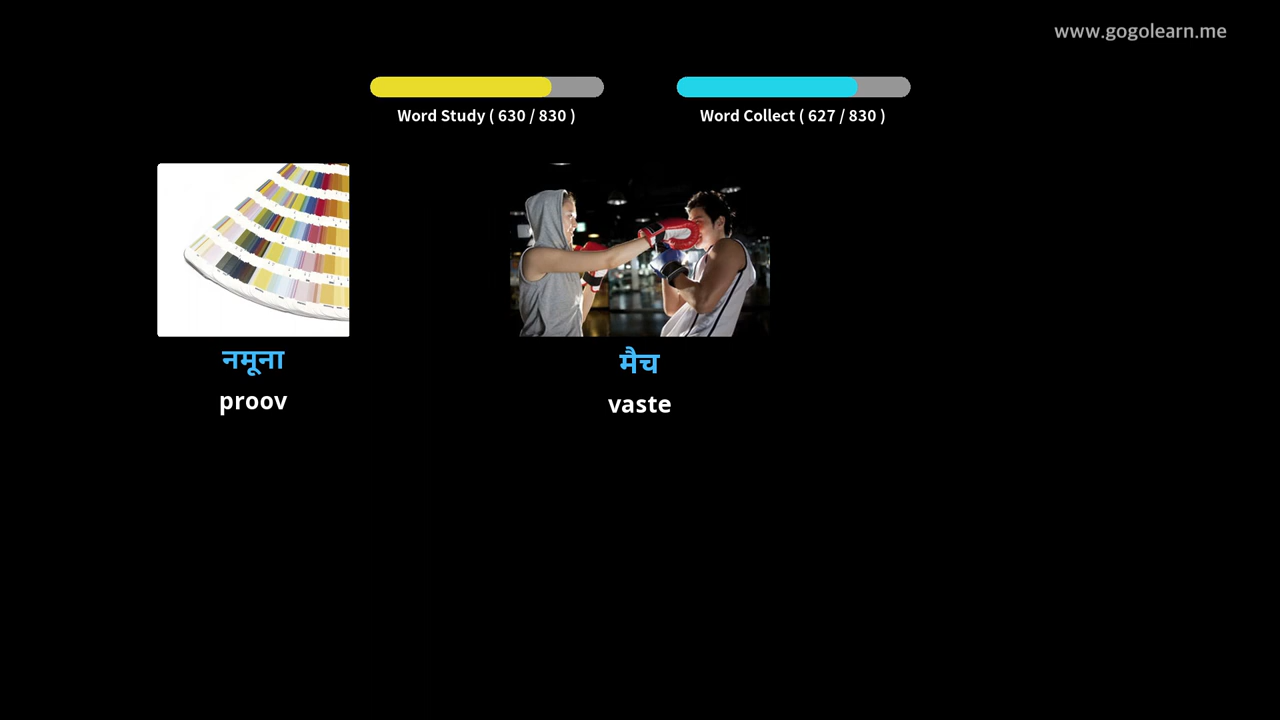 www.gogolearn.me
Word Study ( 630 / 830 )
Word Collect ( 627 / 830 )
नमूना
proov
मैच
vaste